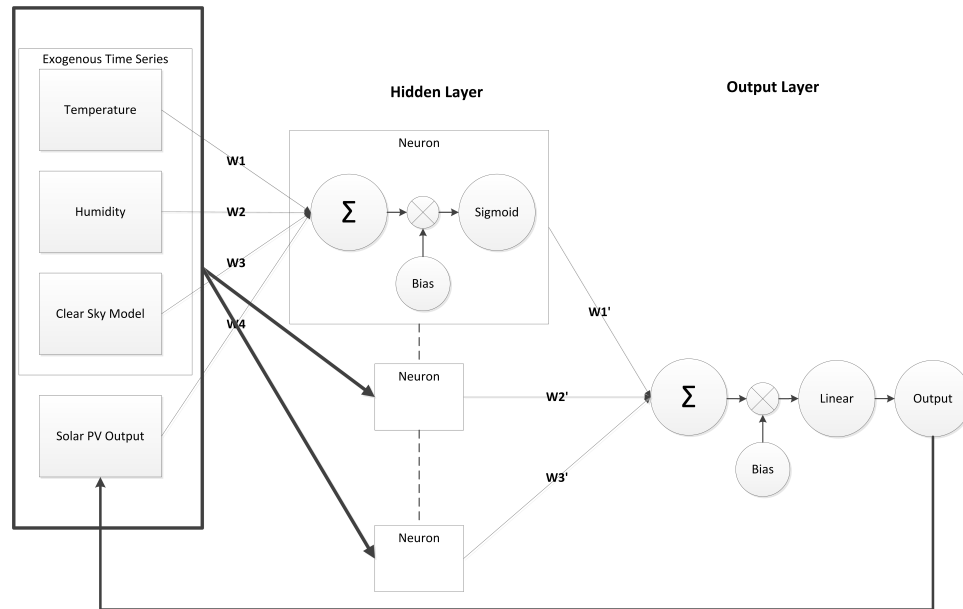 Exogenous Time Series
Temperature
Humidity
Clear Sky Model
Solar PV Output
W1
W2
W3
W4
Hidden Layer
Neuron
Σ
Sigmoid
Bias
Neuron
Neuron
W1'
W2'
W3'
Output Layer
Σ
Linear
Output
Bias